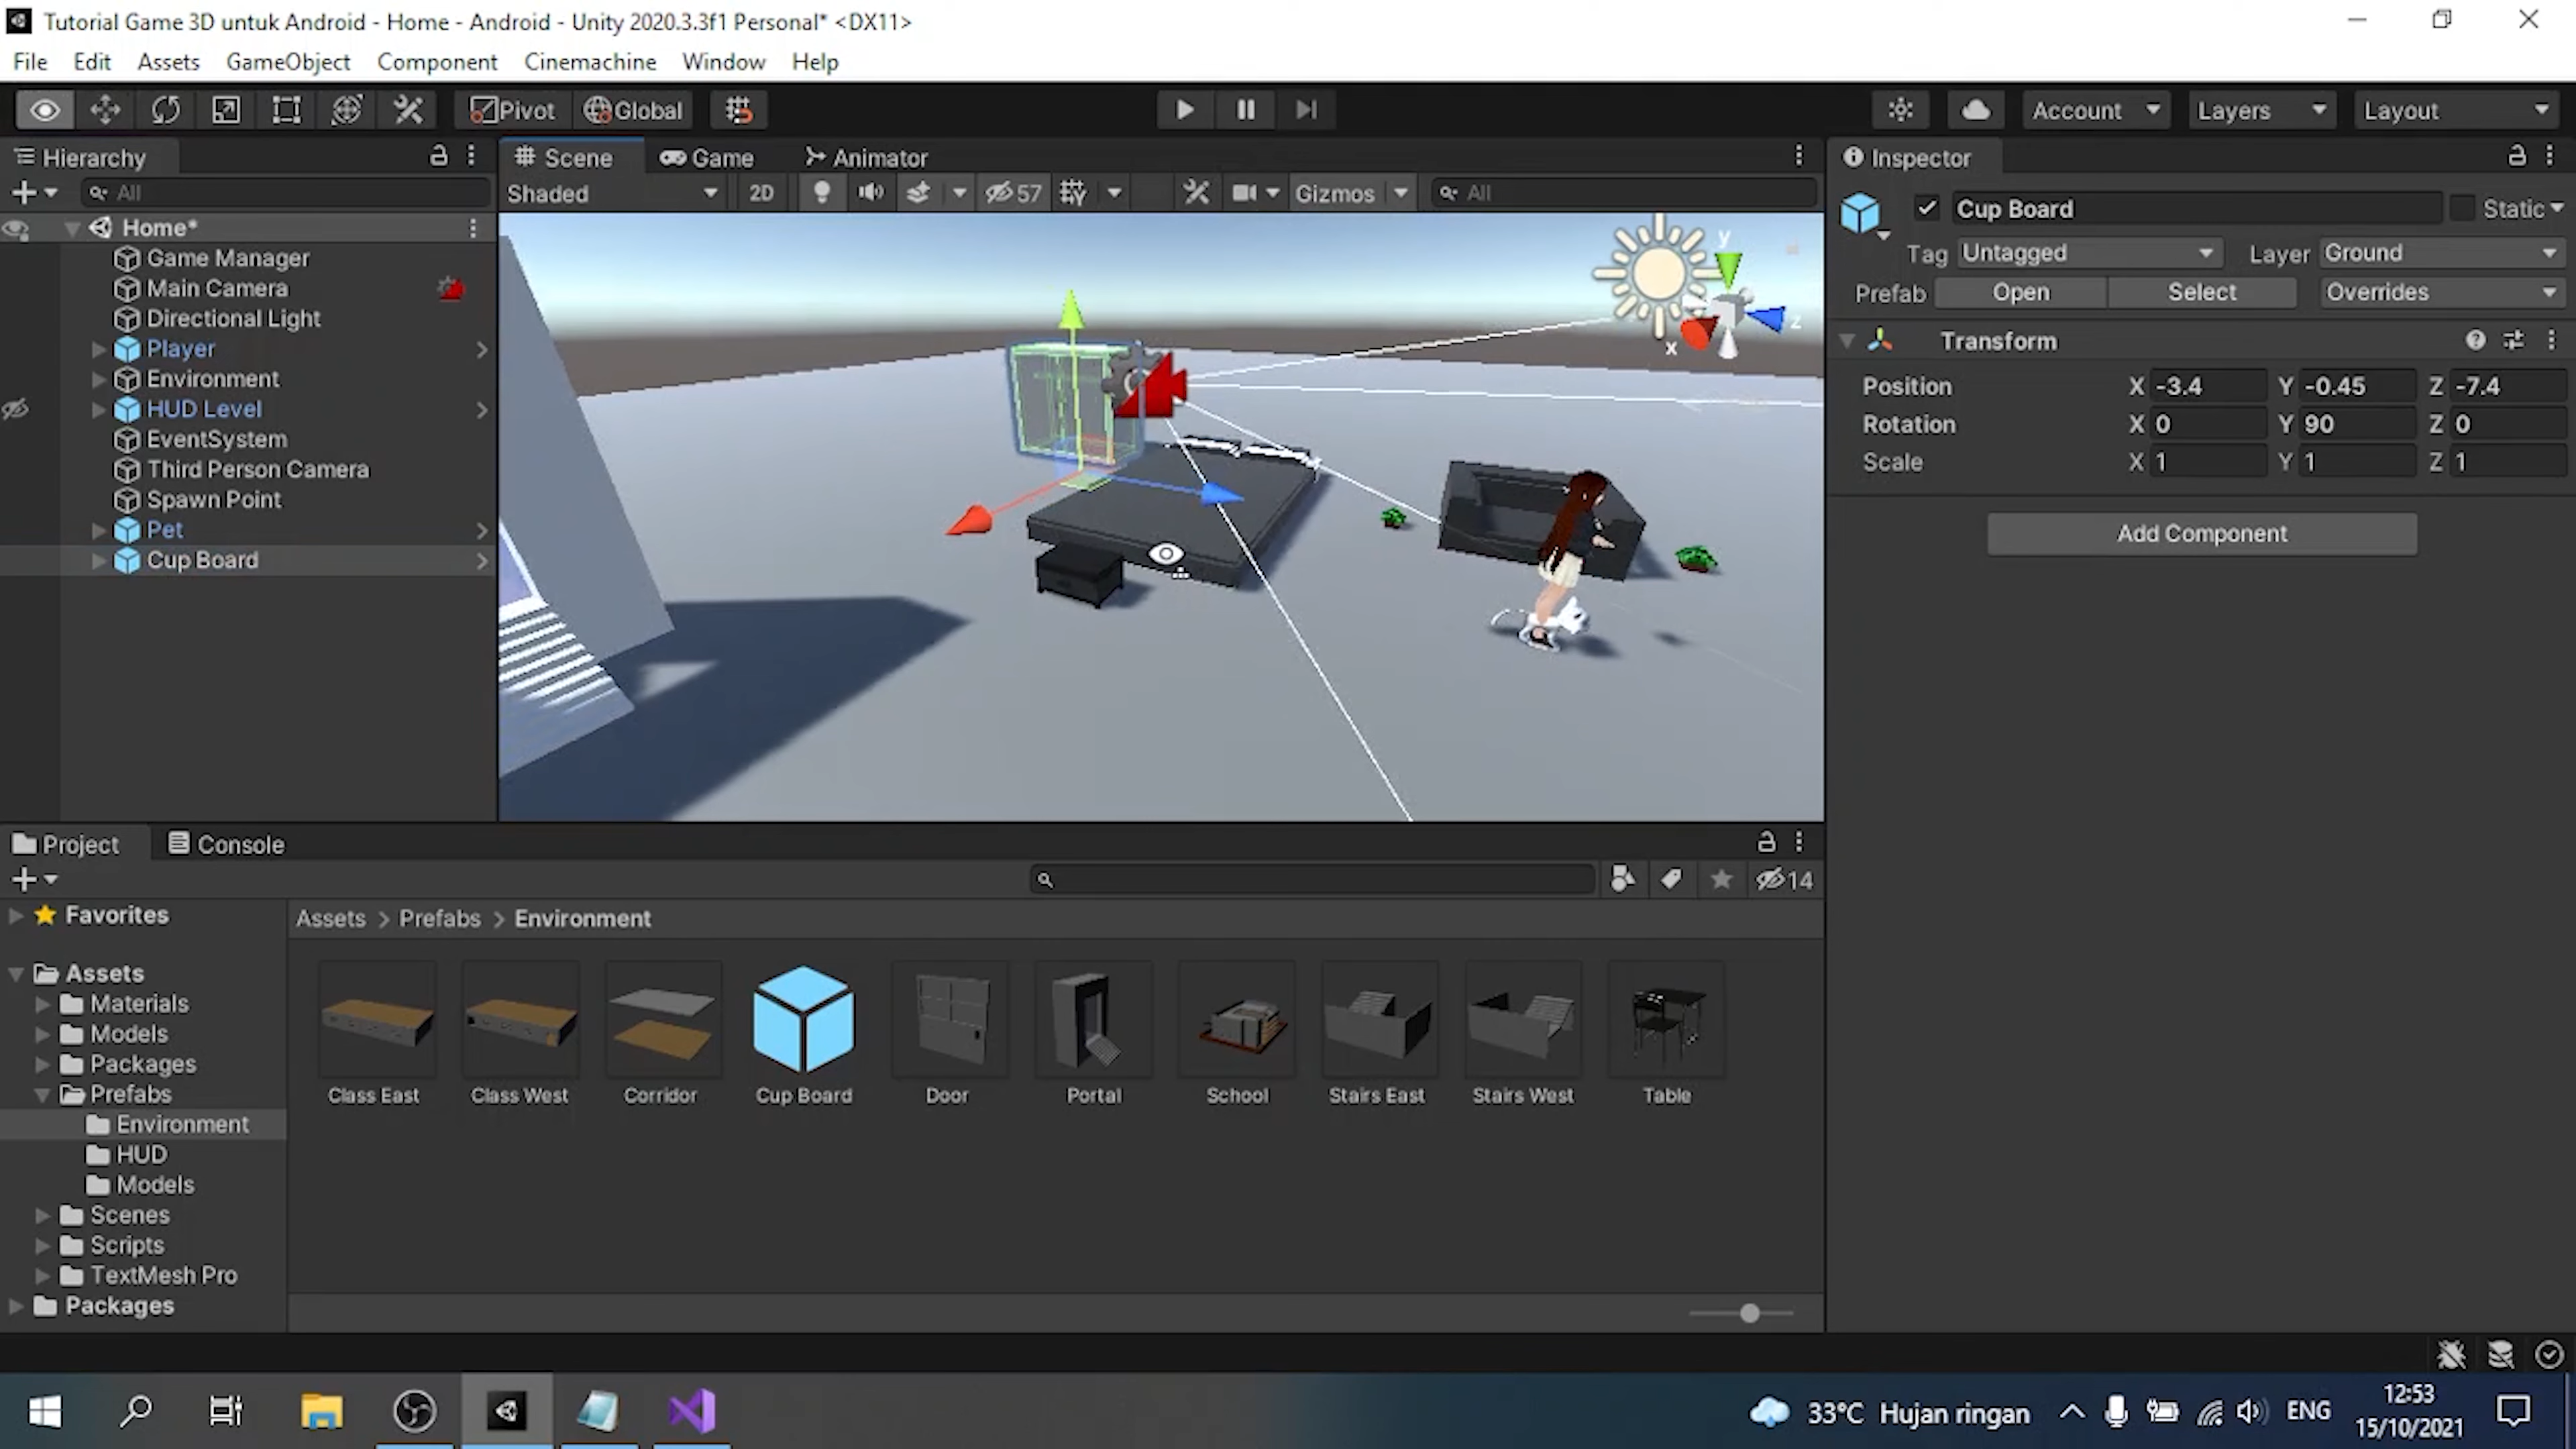 Tutorial Game 3D untuk Android - Home - Android - Unity 2020.3.3f1 Personal* <DX11>
File Edit Assets GameObject Component Cinemachine Window Help
Pivot Global Account Layers Layout
Hierarchy
All
Home*
Game Manager
Main Camera
Directional Light
Player
Environment
HUD Level
EventSystem
Third Person Camera
Spawn Point
Pet
Cup Board
Scene Game Animator
Shaded 2D 57 Gizmos All
y
z
x
Inspector
Cup Board Static
Tag Untagged Layer Ground
Prefab Open Select Overrides
Transform
Position X -3.4 Y -0.45 Z -7.4
Rotation X 0 Y 90 Z 0
Scale X 1 Y 1 Z 1
Add Component
Project Console
14
Favorites
Assets
Materials
Models
Packages
Prefabs
Environment
HUD
Models
Scenes
Scripts
TextMesh Pro
Packages
Assets > Prefabs > Environment
Class East Class West Corridor Cup Board Door Portal School Stairs East Stairs West Table
33°C Hujan ringan ENG 12:53
15/10/2021